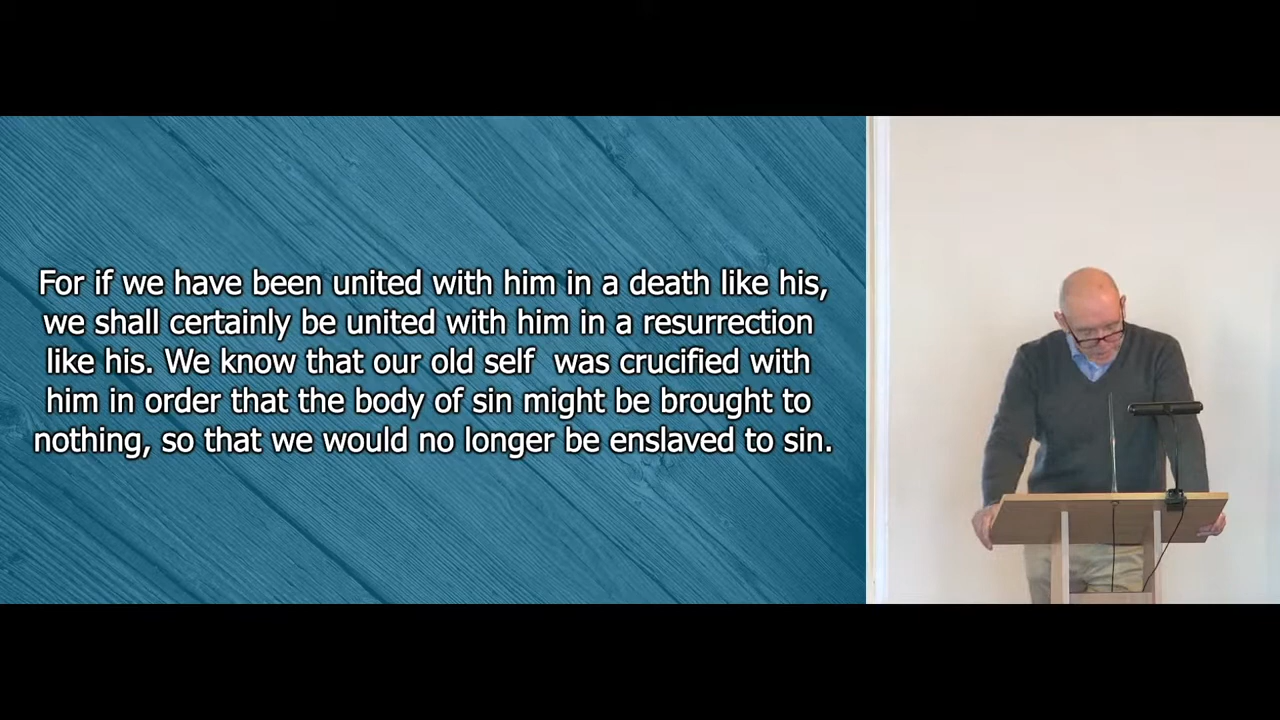 For if we have been united with him in a death like his,
we shall certainly be united with him in a resurrection
like his. We know that our old self  was crucified with
him in order that the body of sin might be brought to
nothing, so that we would no longer be enslaved to sin.